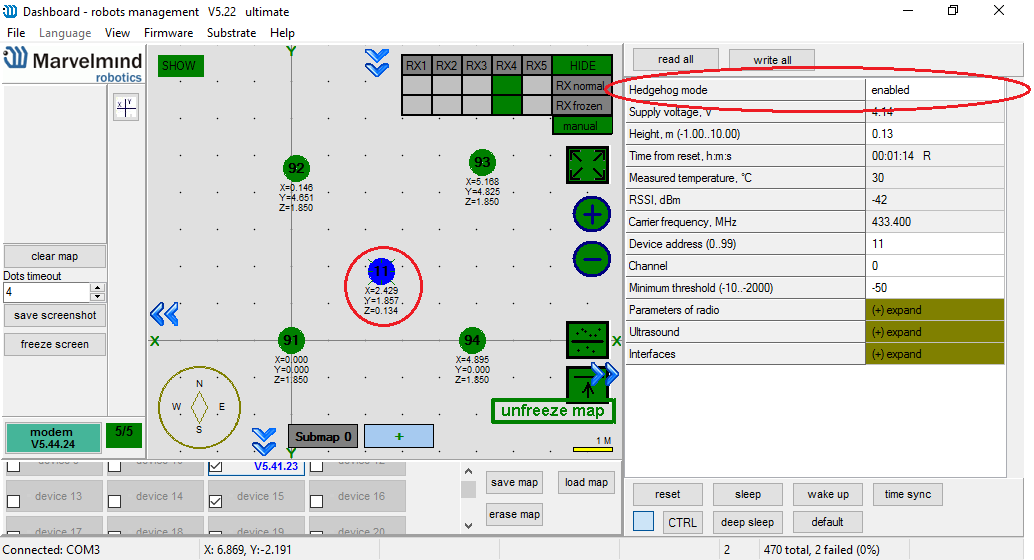 Dashboard - robots management V5.22 ultimate
File Language View Firmware Substrate Help
Marvelmind
robotics
clear map
Dots timeout
4
save screenshot
freeze screen
modem
V5.44.24
5/5
SHOW
Y
RX1 RX2 RX3 RX4 RX5 HIDE
RX normal
RX frozen
manual
92
X=0.146
Y=4.651
Z=1.850
93
X=5.168
Y=4.825
Z=1.850
11
X=2.429
Y=1.857
Z=0.134
X
X
91
X=0.000
Y=0.000
Z=1.850
94
X=4.895
Y=0.000
Z=1.850
N
W E
S
unfreeze map
Submap 0
+
Y
1 M
V5.41.23
device 13
device 14
device 15
device 16
device 17
device 18
device 19
device 20
save map
load map
erase map
read all
write all
Hedgehog mode enabled
Supply voltage, V 4.14
Height, m (-1.00..10.00) 0.13
Time from reset, h:m:s 00:01:14 R
Measured temperature, °C 30
RSSI, dBm -42
Carrier frequency, MHz 433.400
Device address (0..99) 11
Channel 0
Minimum threshold (-10..-2000) -50
Parameters of radio (+) expand
Ultrasound (+) expand
Interfaces (+) expand
reset
sleep
wake up
time sync
CTRL
deep sleep
default
Connected: COM3
X: 6.869, Y:-2.191
2
470 total, 2 failed (0%)